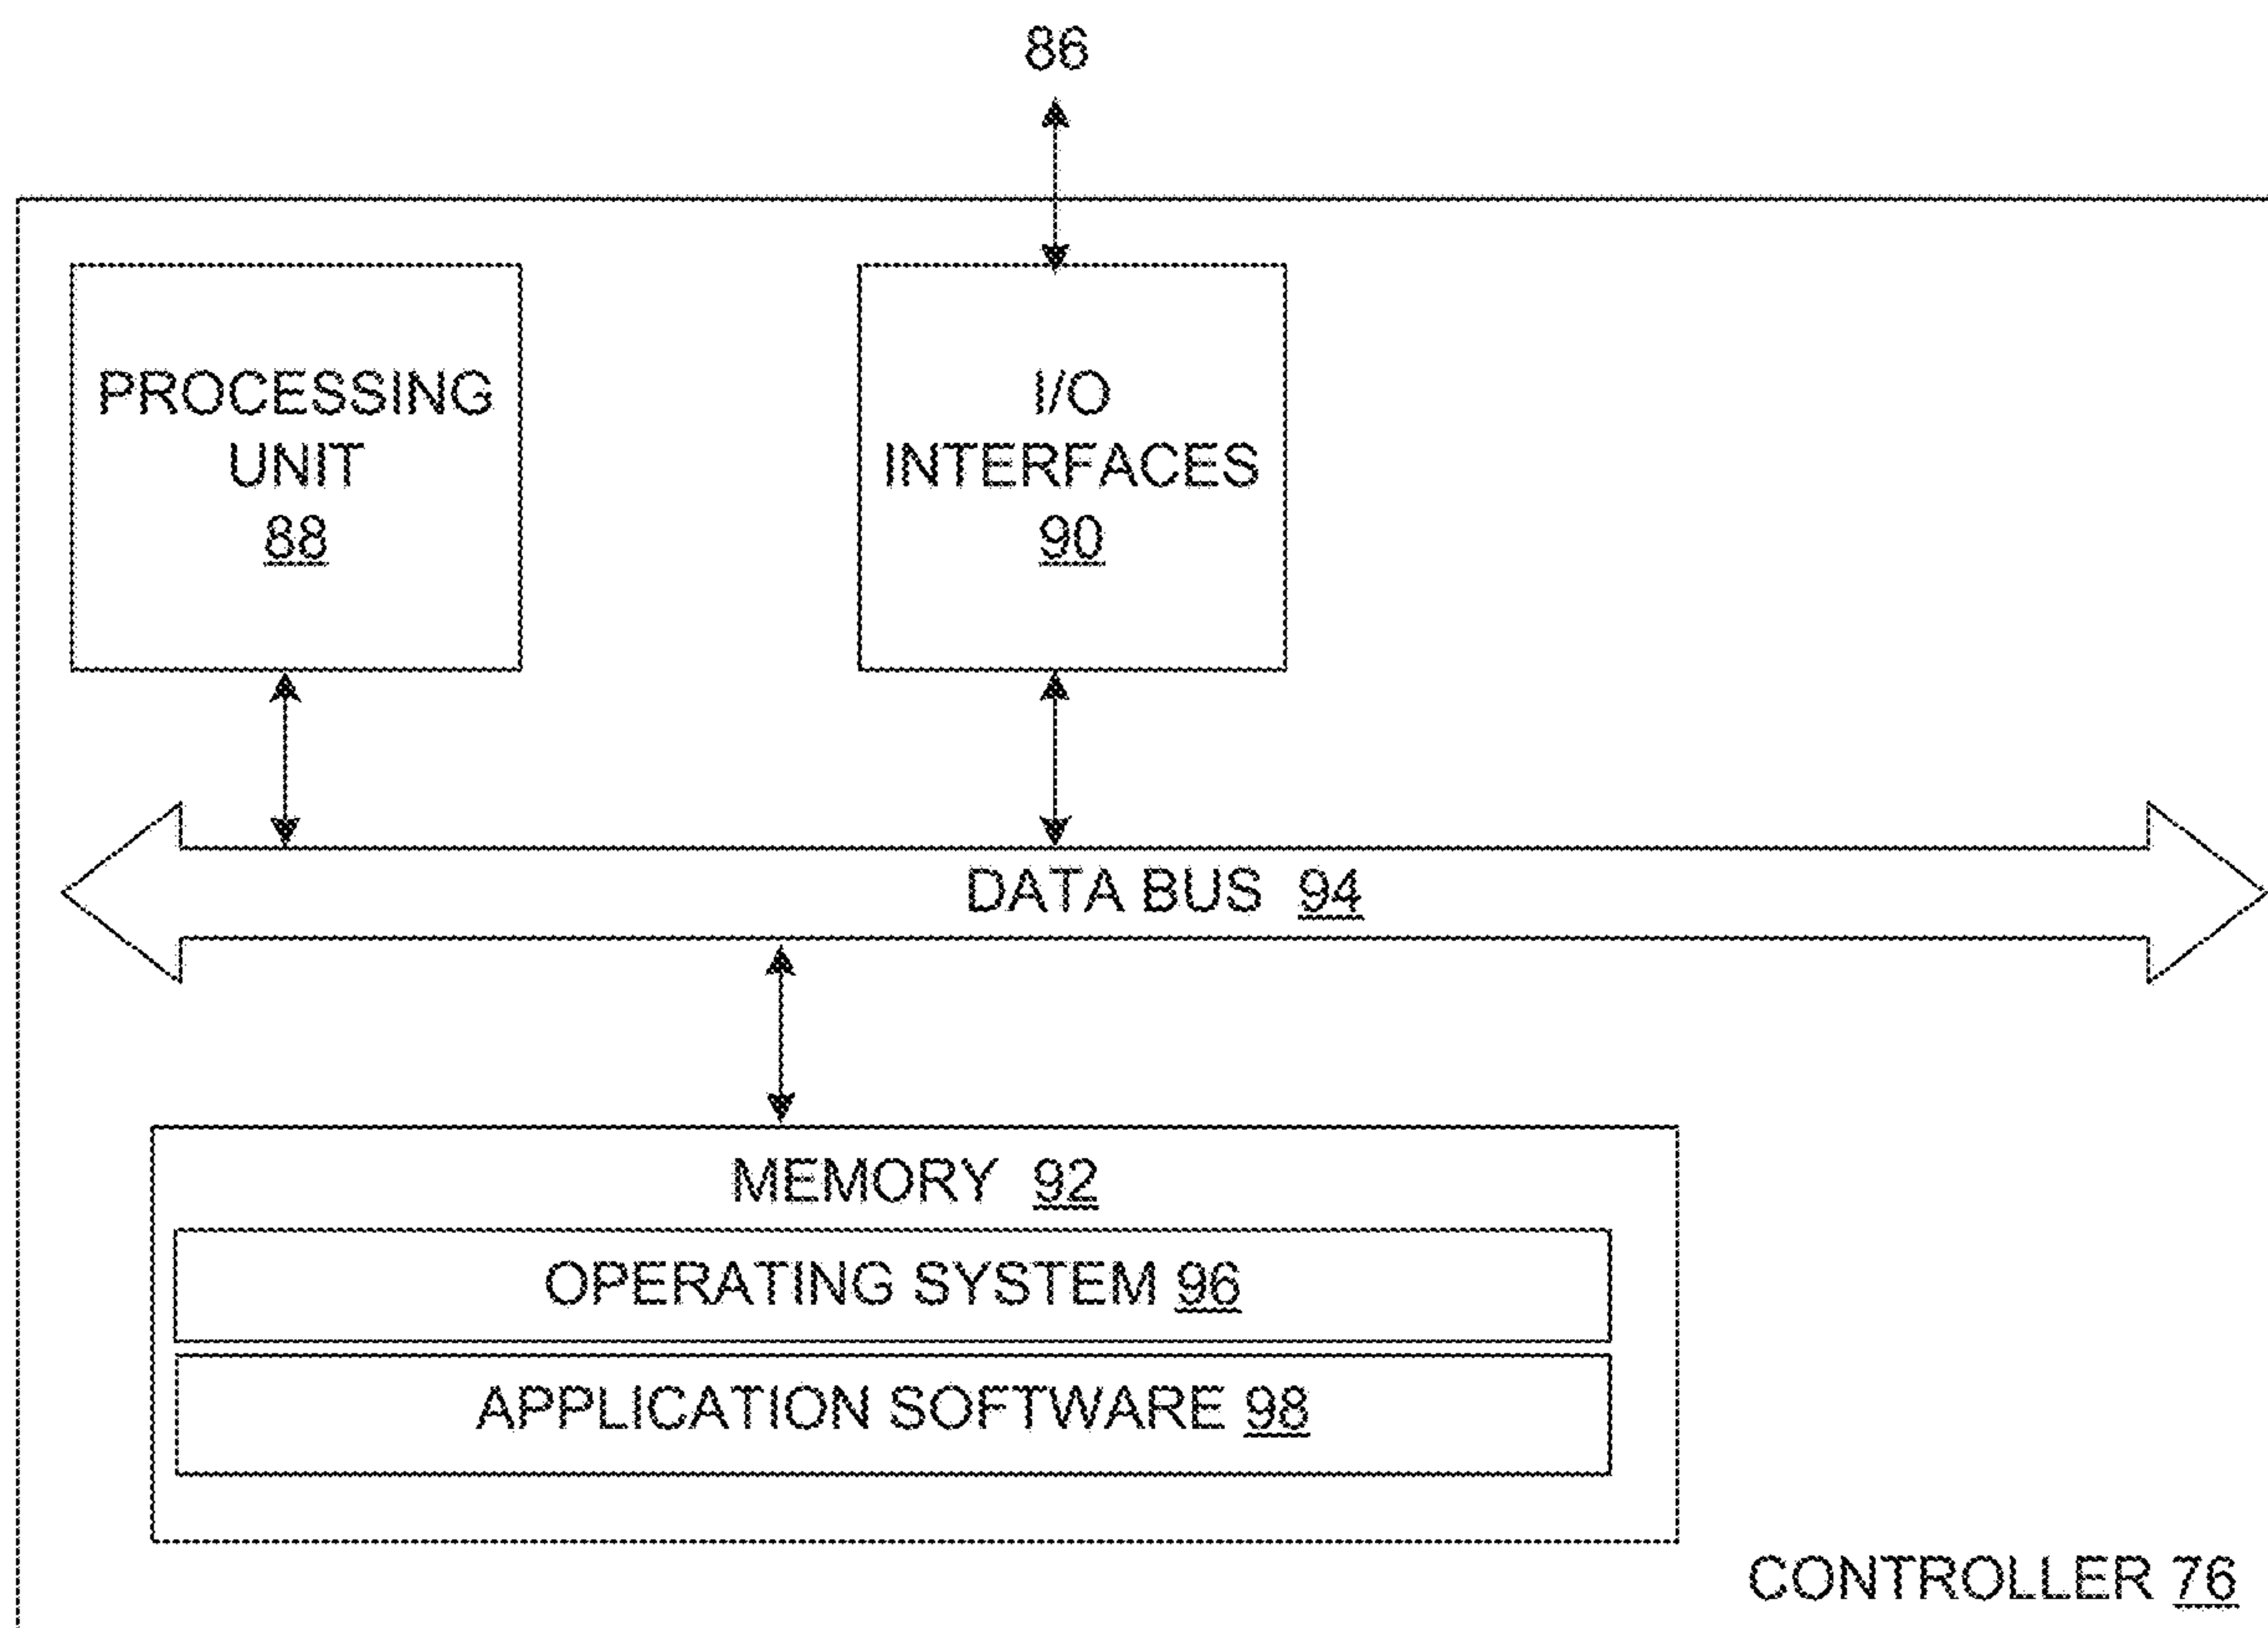 86
PROCESSING
UNIT
88
I/O
INTERFACES
90
DATA BUS 94
MEMORY 92
OPERATING SYSTEM 96
APPLICATION SOFTWARE 98
CONTROLLER 76